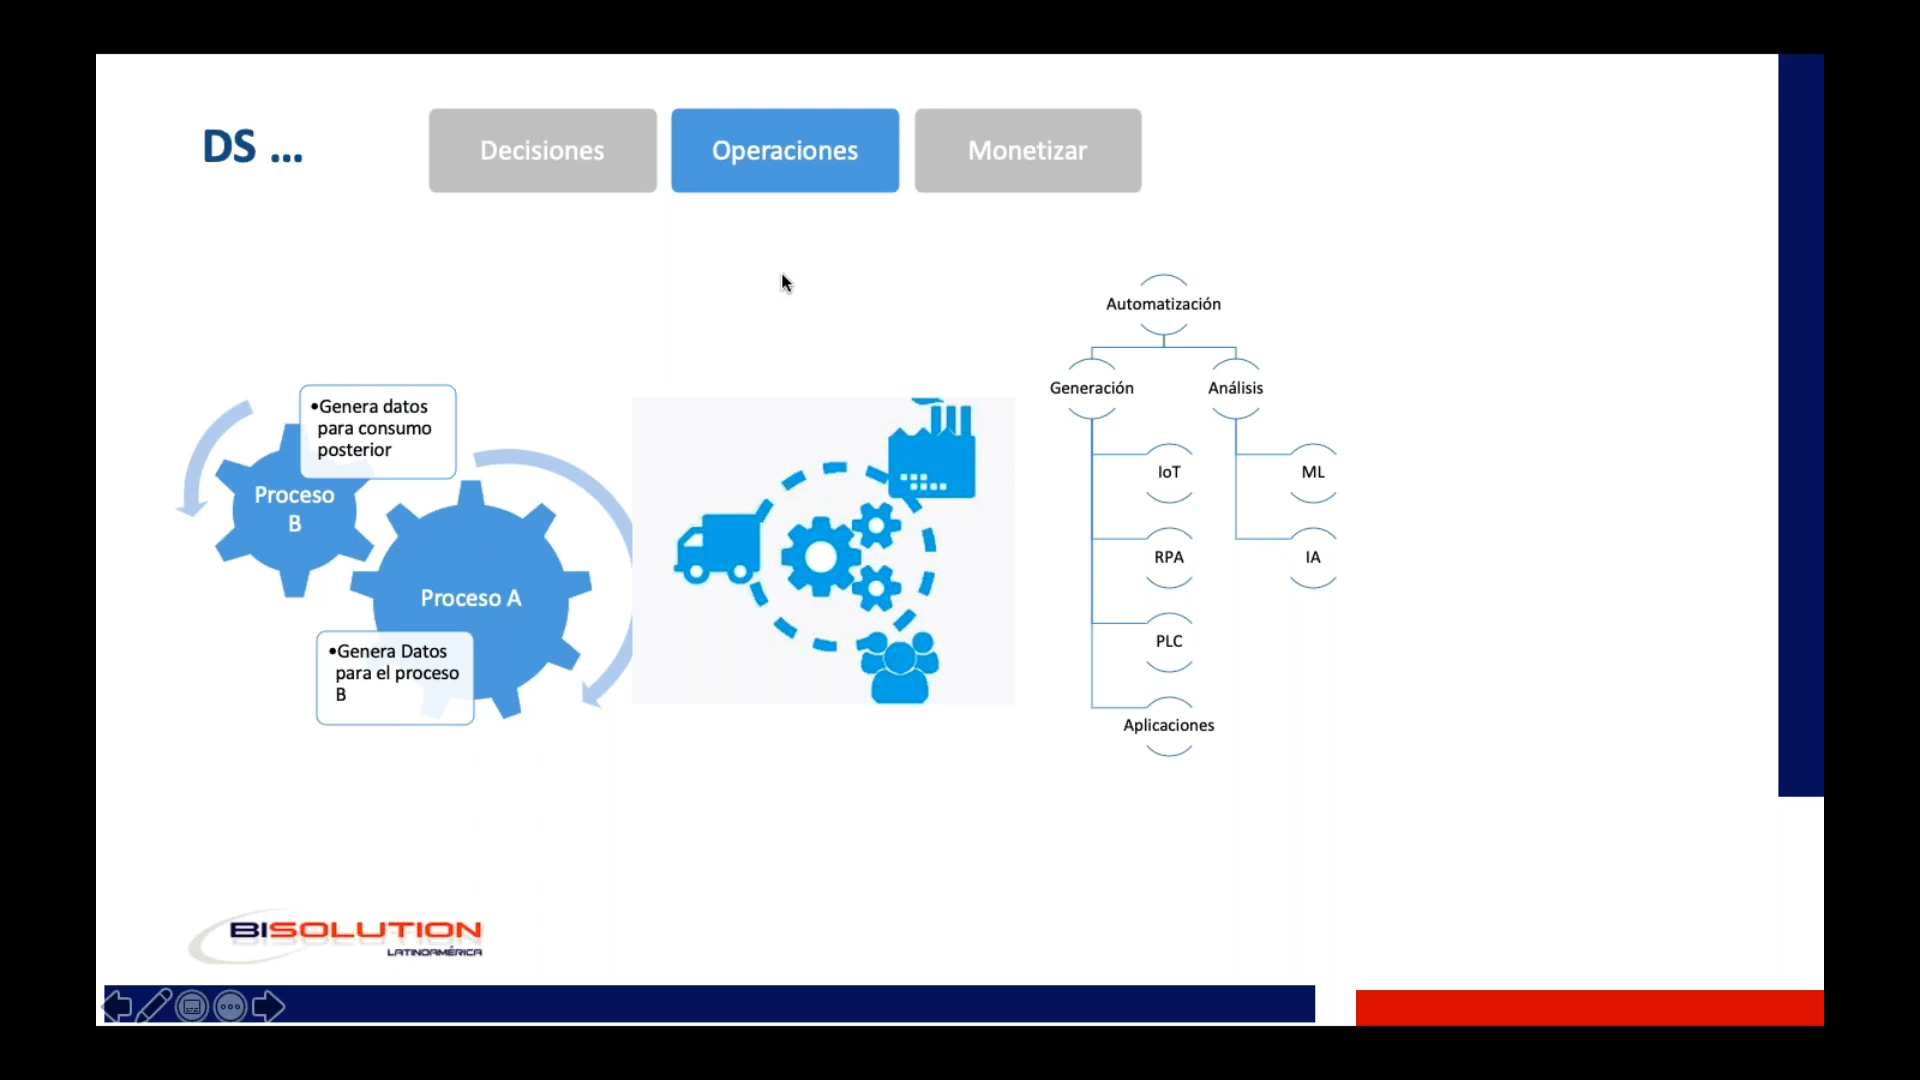 DS ...
Decisiones
Operaciones
Monetizar
•Genera datos
para consumo
posterior
Proceso
B
Proceso A
•Genera Datos
para el proceso
B
Automatización
Generación
Análisis
IoT
ML
RPA
IA
PLC
Aplicaciones
BISOLUTION
LATINOAMÉRICA